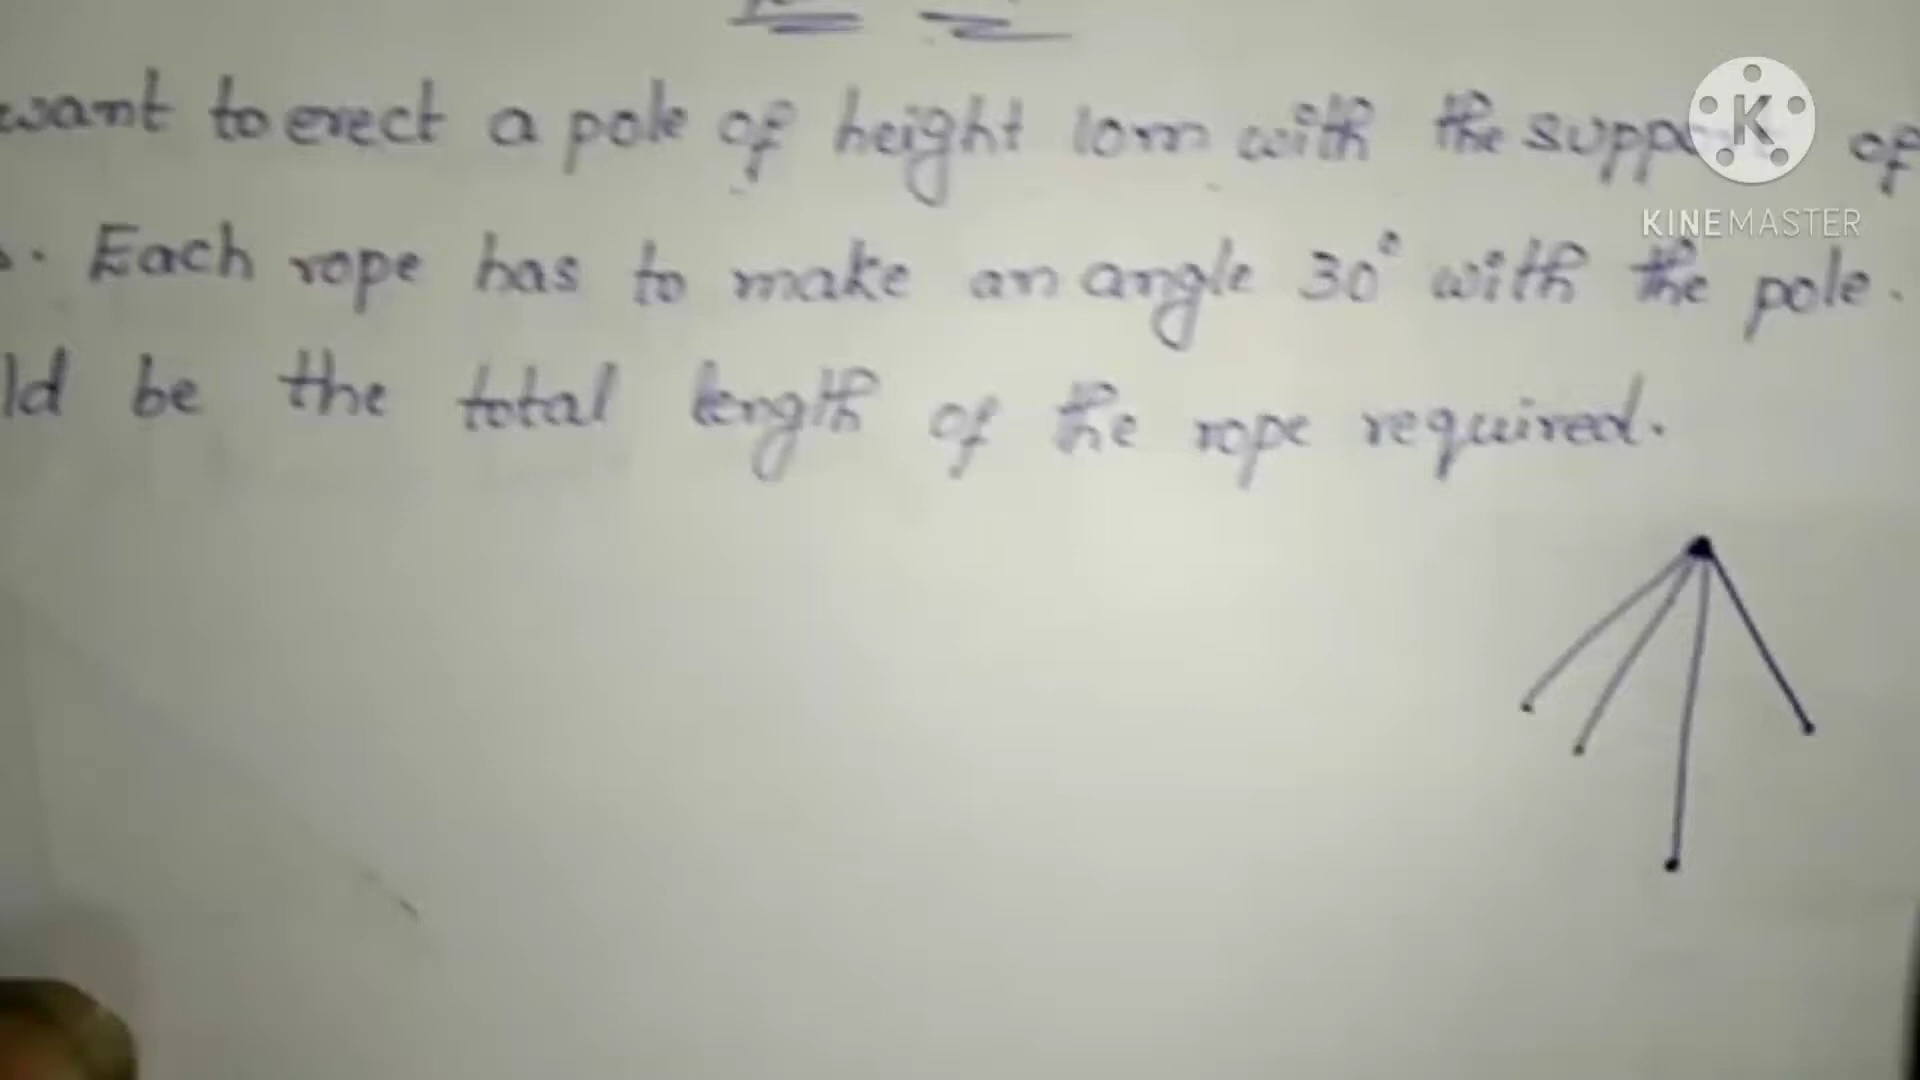 want to erect a pole of height 10m with the support of
. Each rope has to make an angle 30° with the pole.
ld be the total length of the rope required.
KINEMASTER